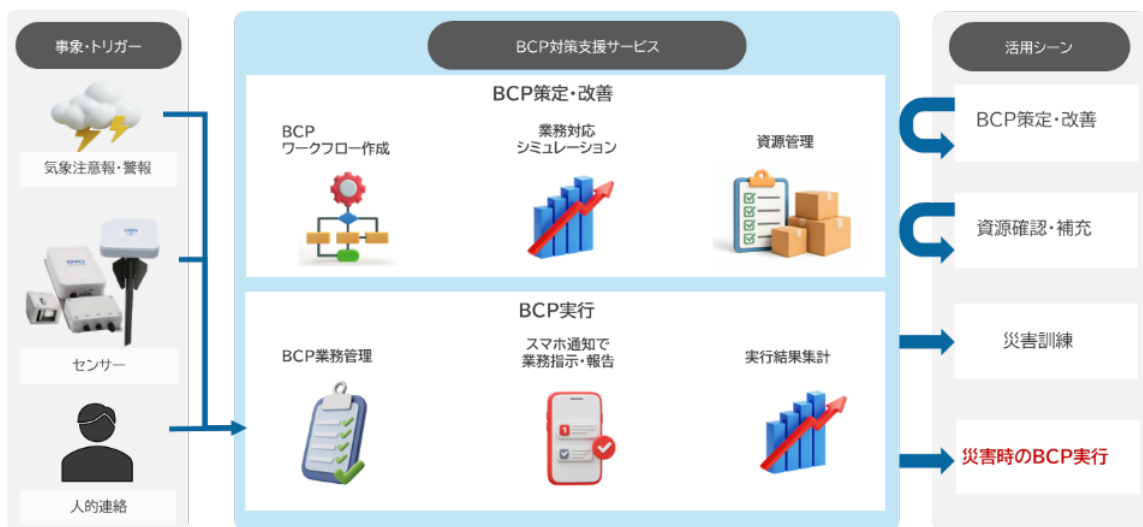 事象・トリガー
気象注意報・警報
OYO
センサー
人的連絡
BCP対策支援サービス
BCP策定・改善
BCP
ワークフロー作成
業務対応
シミュレーション
資源管理
BCP実行
BCP業務管理
スマホ通知で
業務指示・報告
実行結果集計
活用シーン
BCP策定・改善
資源確認・補充
災害訓練
災害時のBCP実行